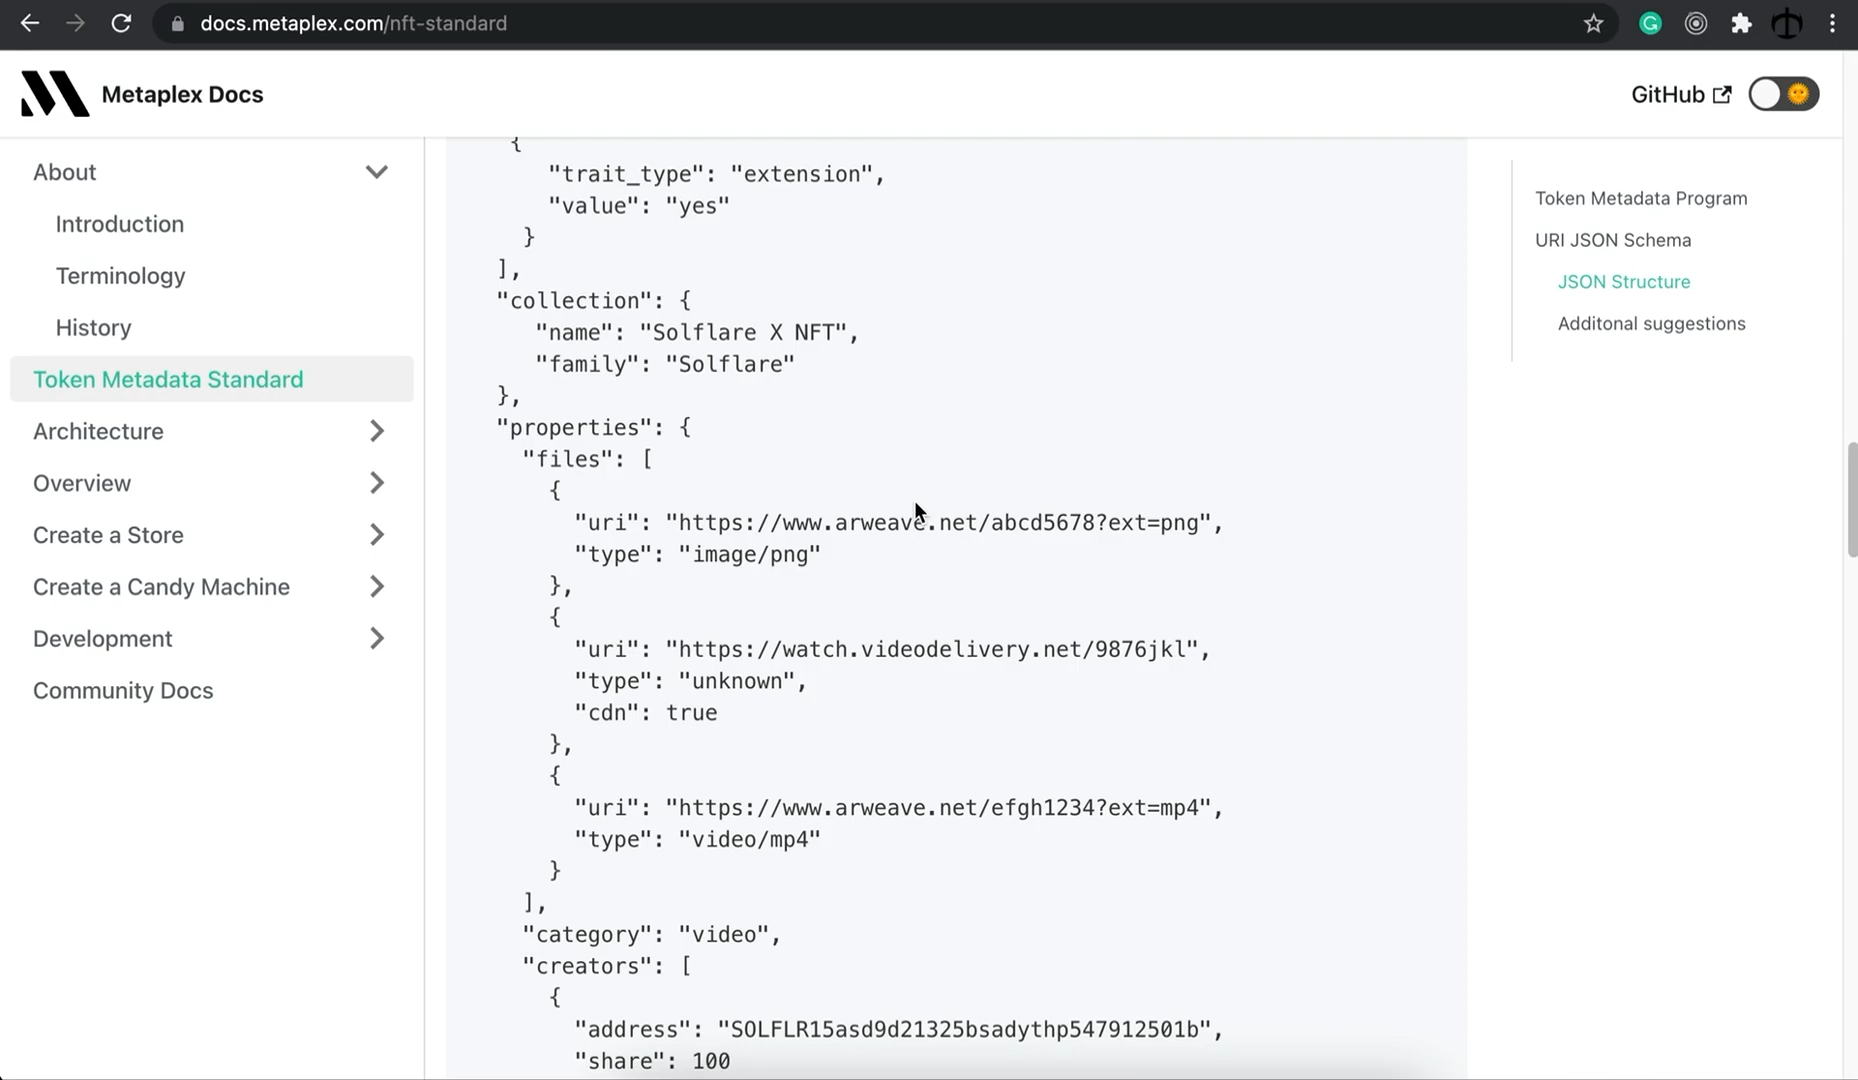 docs.metaplex.com/nft-standard
Metaplex Docs
GitHub
About
Introduction
Terminology
History
Token Metadata Standard
Architecture
Overview
Create a Store
Create a Candy Machine
Development
Community Docs
{
"trait_type": "extension",
"value": "yes"
}
],
"collection": {
"name": "Solflare X NFT",
"family": "Solflare"
},
"properties": {
"files": [
{
"uri": "https://www.arweave.net/abcd5678?ext=png",
"type": "image/png"
},
{
"uri": "https://watch.videodelivery.net/9876jkl",
"type": "unknown",
"cdn": true
},
{
"uri": "https://www.arweave.net/efgh1234?ext=mp4",
"type": "video/mp4"
}
],
"category": "video",
"creators": [
{
"address": "SOLFLR15asd9d21325bsadythp547912501b",
"share": 100
Token Metadata Program
URI JSON Schema
JSON Structure
Additonal suggestions